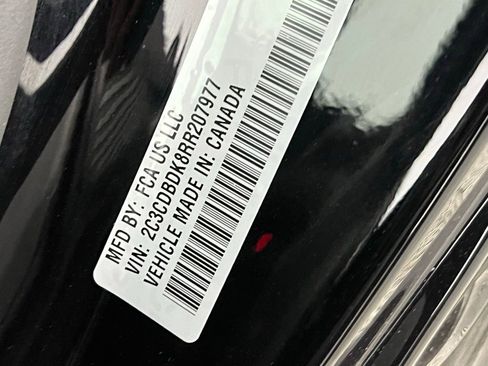 MFD BY: FCA US LLC
VIN: 2C3CDBDK8RR207977
VEHICLE MADE IN: CANADA